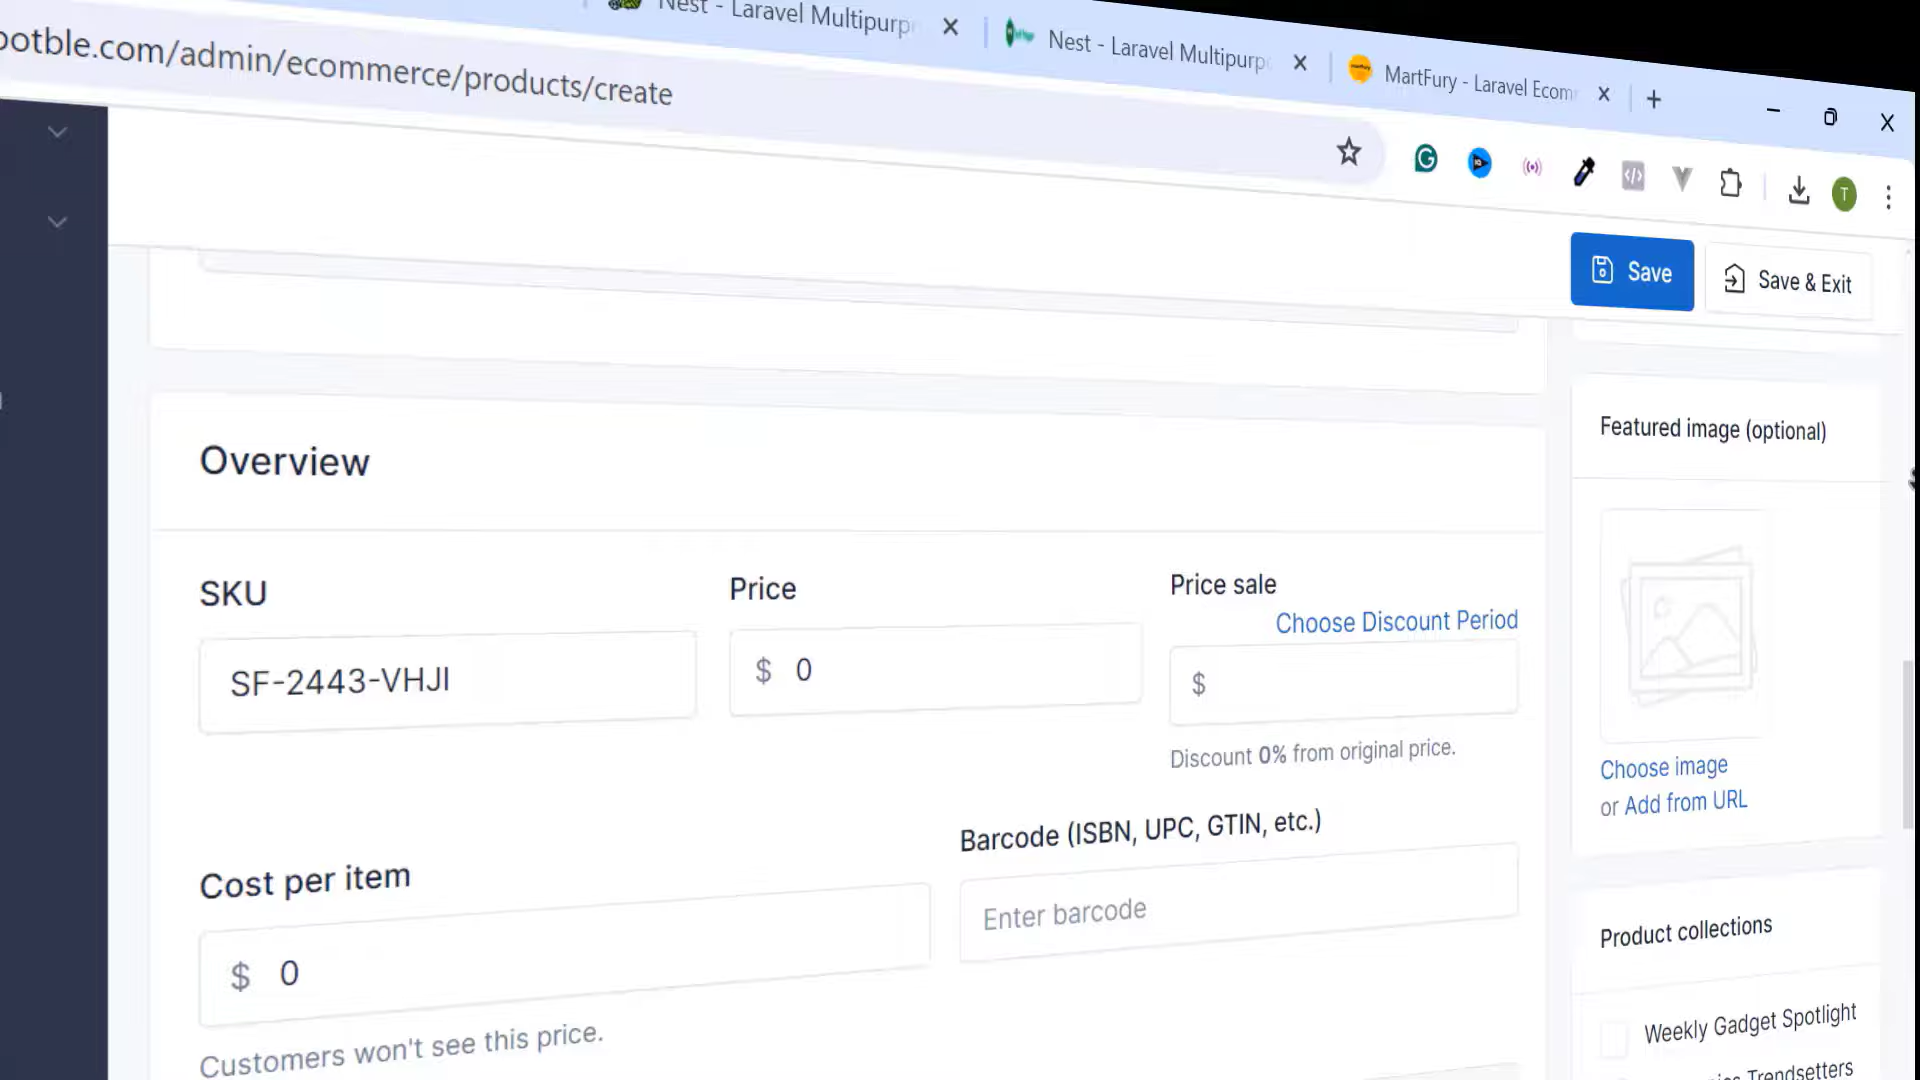 Nest - Laravel Multipurp
Nest - Laravel Multipurp
MartFury - Laravel Ecom
botble.com/admin/ecommerce/products/create
T
Save
Save & Exit
Overview
Featured image (optional)
SKU
Price
Price sale
Choose Discount Period
SF-2443-VHJI
$ 0
$
Discount 0% from original price.
Choose image
or Add from URL
Cost per item
Barcode (ISBN, UPC, GTIN, etc.)
$ 0
Enter barcode
Customers won't see this price.
Product collections
Weekly Gadget Spotlight
Trendsetters